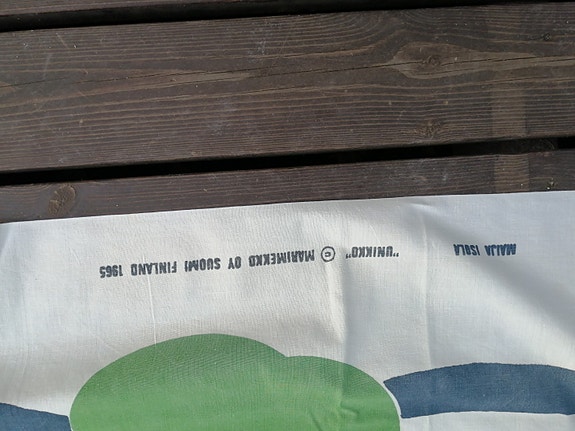 MAIJA ISOLA "UNIKKO" © MARIMEKKO OY SUOMI FINLAND 1965